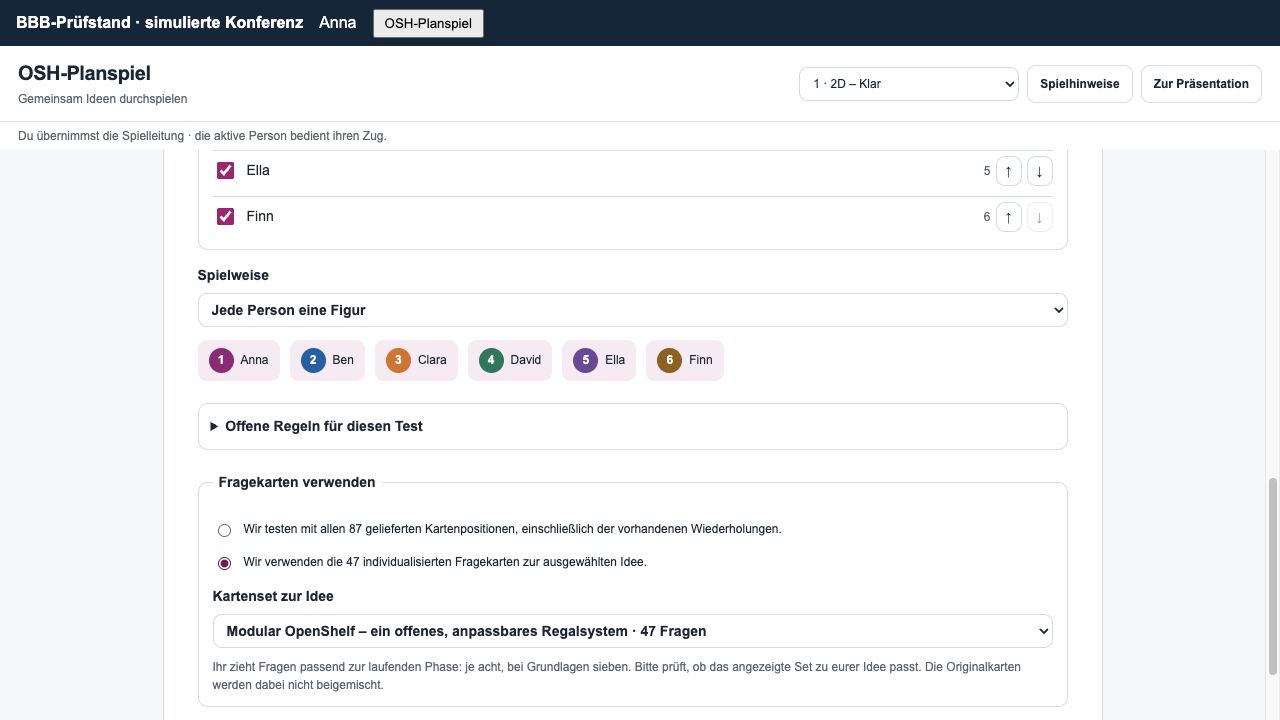 BBB-Prüfstand · simulierte Konferenz Anna OSH-Planspiel
OSH-Planspiel
Gemeinsam Ideen durchspielen
1 · 2D – Klar
Spielhinweise
Zur Präsentation
Du übernimmst die Spielleitung · die aktive Person bedient ihren Zug.
Ella 5 ↑ ↓
Finn 6 ↑ ↓
Spielweise
Jede Person eine Figur
1 Anna 2 Ben 3 Clara 4 David 5 Ella 6 Finn
Offene Regeln für diesen Test
Fragekarten verwenden
Wir testen mit allen 87 gelieferten Kartenpositionen, einschließlich der vorhandenen Wiederholungen.
Wir verwenden die 47 individualisierten Fragekarten zur ausgewählten Idee.
Kartenset zur Idee
Modular OpenShelf – ein offenes, anpassbares Regalsystem · 47 Fragen
Ihr zieht Fragen passend zur laufenden Phase: je acht, bei Grundlagen sieben. Bitte prüft, ob das angezeigte Set zu eurer Idee passt. Die Originalkarten
werden dabei nicht beigemischt.